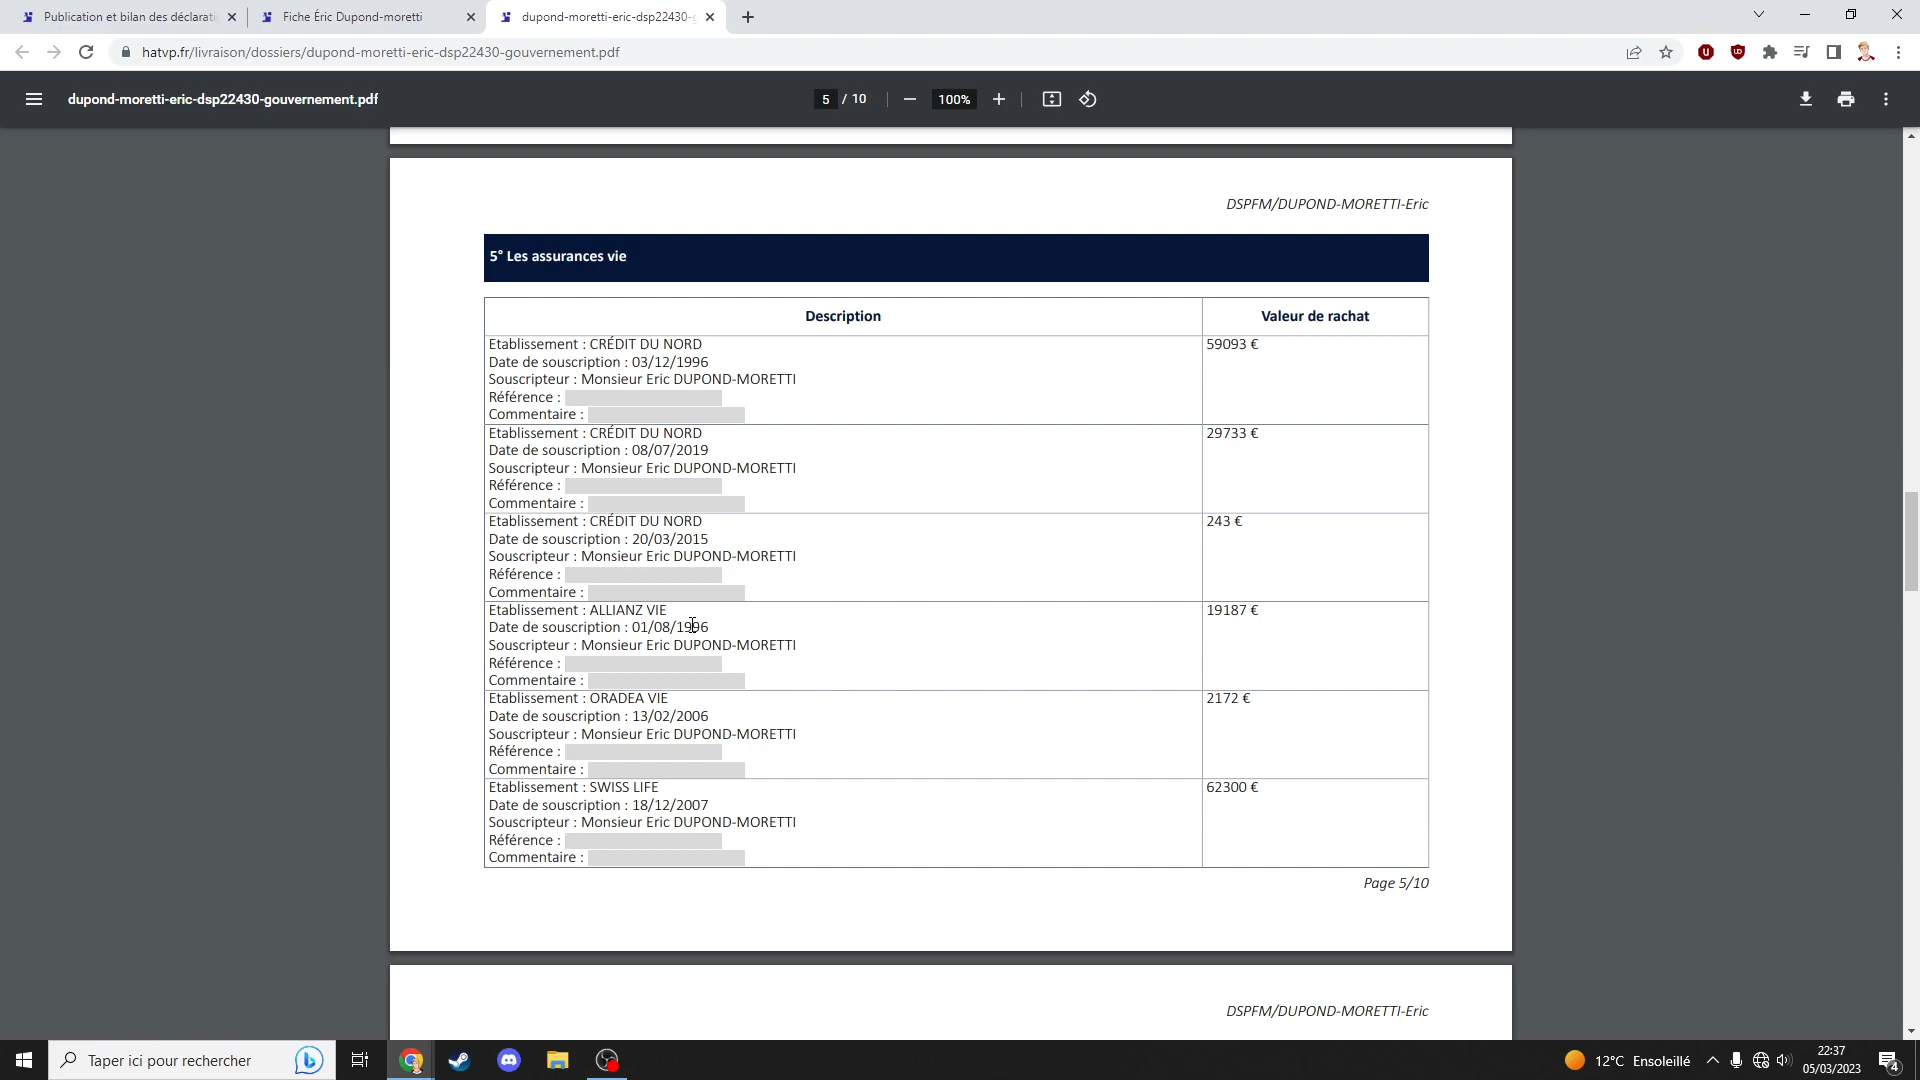 Publication et bilan des déclarati
Fiche Éric Dupond-moretti
dupond-moretti-eric-dsp22430-g
hatvp.fr/livraison/dossiers/dupond-moretti-eric-dsp22430-gouvernement.pdf
dupond-moretti-eric-dsp22430-gouvernement.pdf
5 / 10
100%
DSPFM/DUPOND-MORETTI-Eric
5° Les assurances vie
Description Valeur de rachat
Etablissement : CRÉDIT DU NORD 59093 €
Date de souscription : 03/12/1996
Souscripteur : Monsieur Eric DUPOND-MORETTI
Référence :
Commentaire :
Etablissement : CRÉDIT DU NORD 29733 €
Date de souscription : 08/07/2019
Souscripteur : Monsieur Eric DUPOND-MORETTI
Référence :
Commentaire :
Etablissement : CRÉDIT DU NORD 243 €
Date de souscription : 20/03/2015
Souscripteur : Monsieur Eric DUPOND-MORETTI
Référence :
Commentaire :
Etablissement : ALLIANZ VIE 19187 €
Date de souscription : 01/08/1996
Souscripteur : Monsieur Eric DUPOND-MORETTI
Référence :
Commentaire :
Etablissement : ORADEA VIE 2172 €
Date de souscription : 13/02/2006
Souscripteur : Monsieur Eric DUPOND-MORETTI
Référence :
Commentaire :
Etablissement : SWISS LIFE 62300 €
Date de souscription : 18/12/2007
Souscripteur : Monsieur Eric DUPOND-MORETTI
Référence :
Commentaire :
Page 5/10
DSPFM/DUPOND-MORETTI-Eric
Taper ici pour rechercher
12°C Ensoleillé
22:37
05/03/2023
4